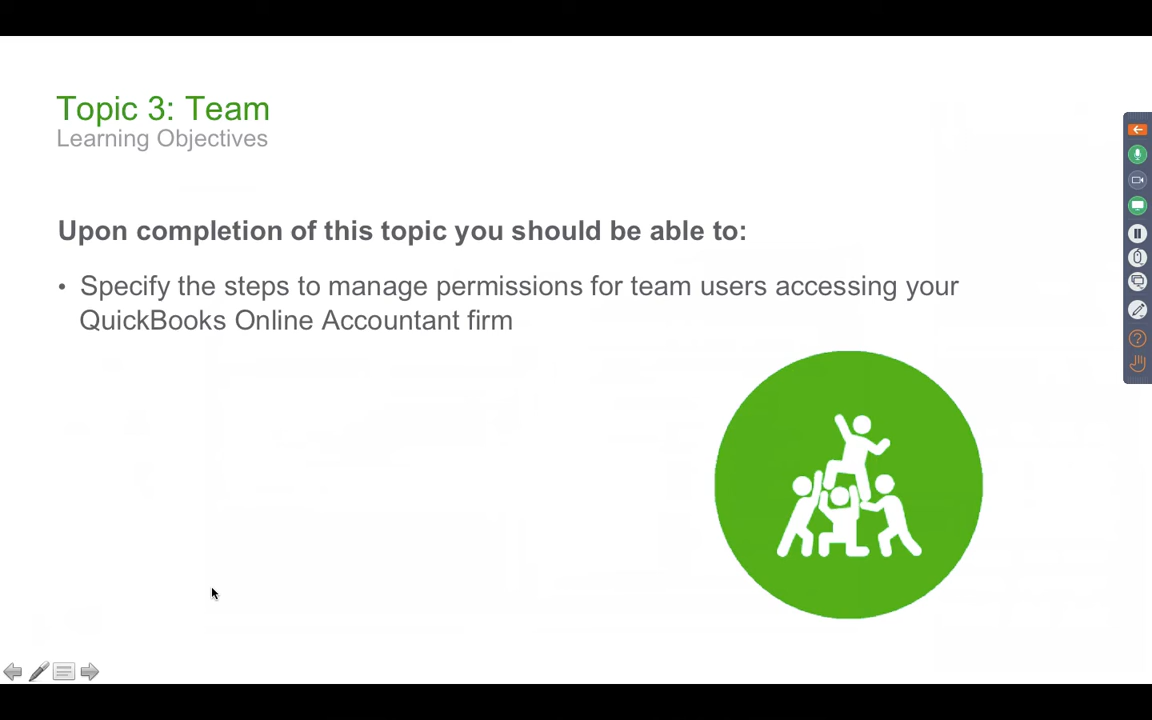 Topic 3: Team
Learning Objectives
Upon completion of this topic you should be able to:
• Specify the steps to manage permissions for team users accessing your
QuickBooks Online Accountant firm